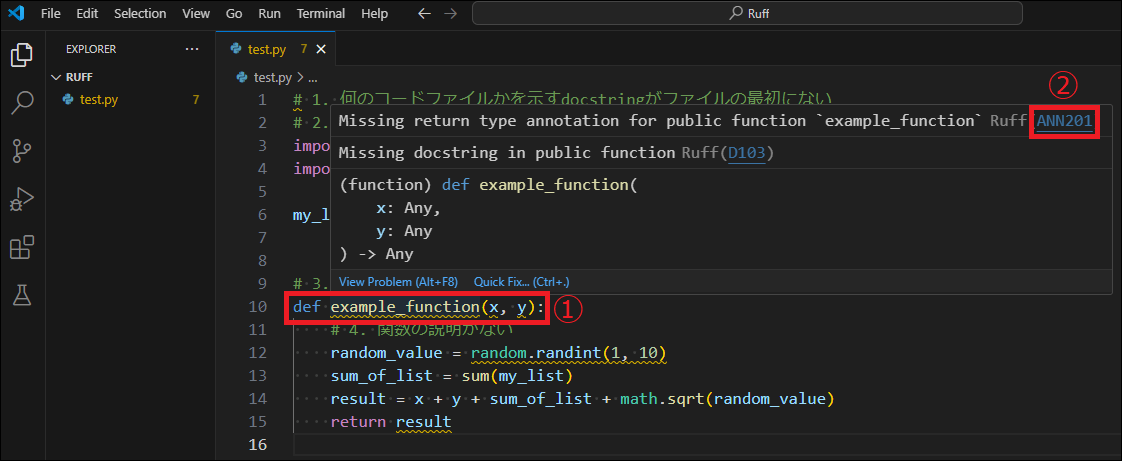 File Edit Selection View Go Run Terminal Help Ruff
EXPLORER ...
test.py 7
RUFF
test.py 7
test.py > ...
1 # 1. 何のコードファイルかを示すdocstringがファイルの最初にない
②
2 # 2.
Missing return type annotation for public function `example_function` Ruff(ANN201
3 impo
Missing docstring in public function Ruff(D103)
4 impo
(function) def example_function(
5
x: Any,
6 my_l
y: Any
7
) -> Any
8
View Problem (Alt+F8) Quick Fix... (Ctrl+.)
9 # 3.
10 def example_function(x, y): ①
11 # 4. 関数の説明がない
12 random_value = random.randint(1, 10)
13 sum_of_list = sum(my_list)
14 result = x + y + sum_of_list + math.sqrt(random_value)
15 return result
16